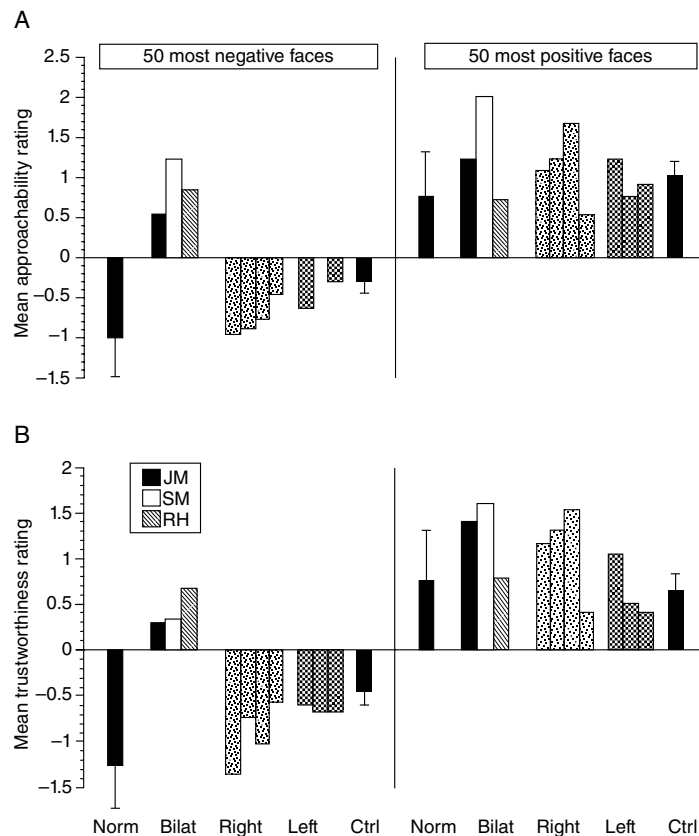 A
50 most negative faces
50 most positive faces
Mean approachability rating
2.5
2
1.5
1
0.5
0
−0.5
−1
−1.5
B
JM
SM
RH
Mean trustworthiness rating
2
1.5
1
0.5
0
−0.5
−1
−1.5
Norm Bilat Right Left Ctrl Norm Bilat Right Left Ctrl